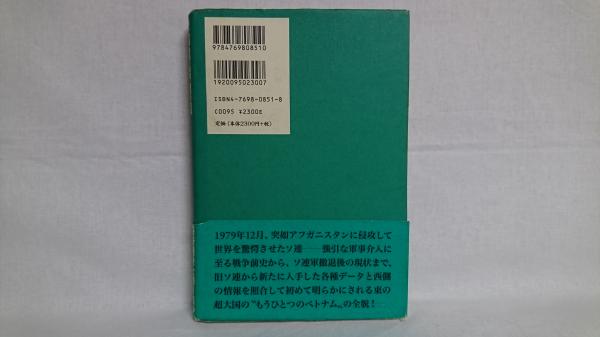 9784769808510
1920095023007
ISBN4-7698-0851-8
C0095 ¥2300E
定価(本体2300円+税)
1979年12月、突如アフガニスタンに侵攻して
世界を驚愕させたソ連――強引な軍事介入に
至る戦争前史から、ソ連軍撤退後の現状まで、
旧ソ連から新たに入手した各種データと西側
の情報を照合して初めて明らかにされる東の
超大国の〝もうひとつのベトナム〟の全貌!